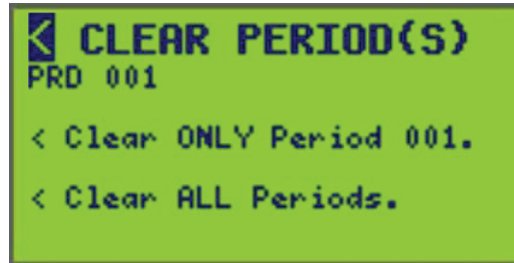 < CLEAR PERIOD(S)
PRD 001
< Clear ONLY Period 001.
< Clear ALL Periods.